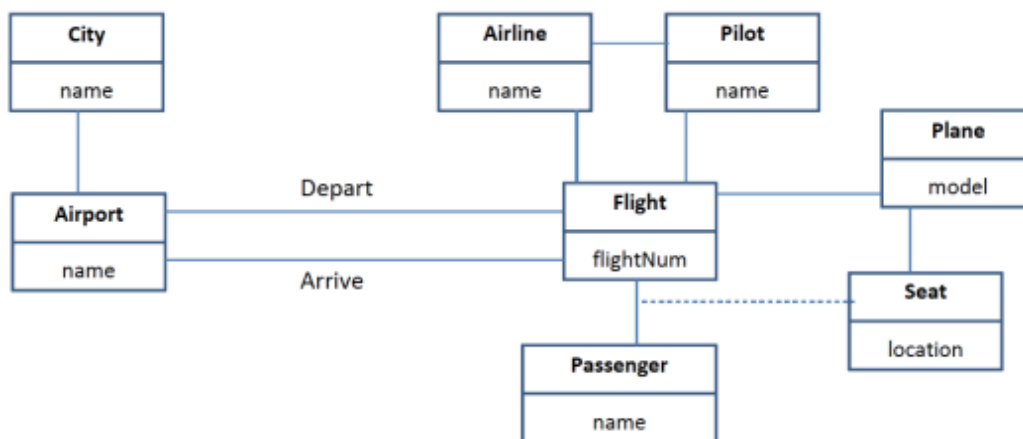 City
name
Airline
name
Pilot
name
Plane
model
Airport
name
Depart
Arrive
Flight
flightNum
Seat
location
Passenger
name